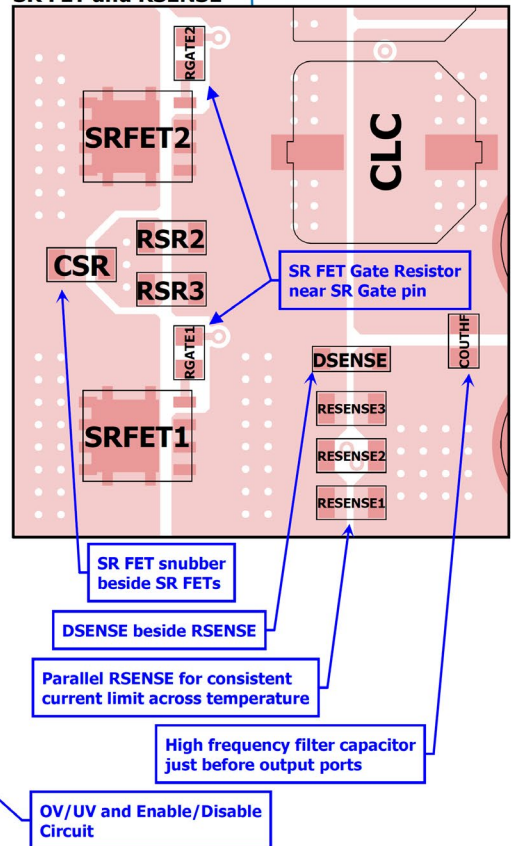 SR FET and RSENSE
RGATE2
SRFET2
CLC
RSR2
CSR
RSR3
SR FET Gate Resistor
near SR Gate pin
RGATE1
COUTHF
DSENSE
RESENSE3
SRFET1
RESENSE2
RESENSE1
SR FET snubber
beside SR FETs
DSENSE beside RSENSE
Parallel RSENSE for consistent
current limit across temperature
High frequency filter capacitor
just before output ports
OV/UV and Enable/Disable
Circuit